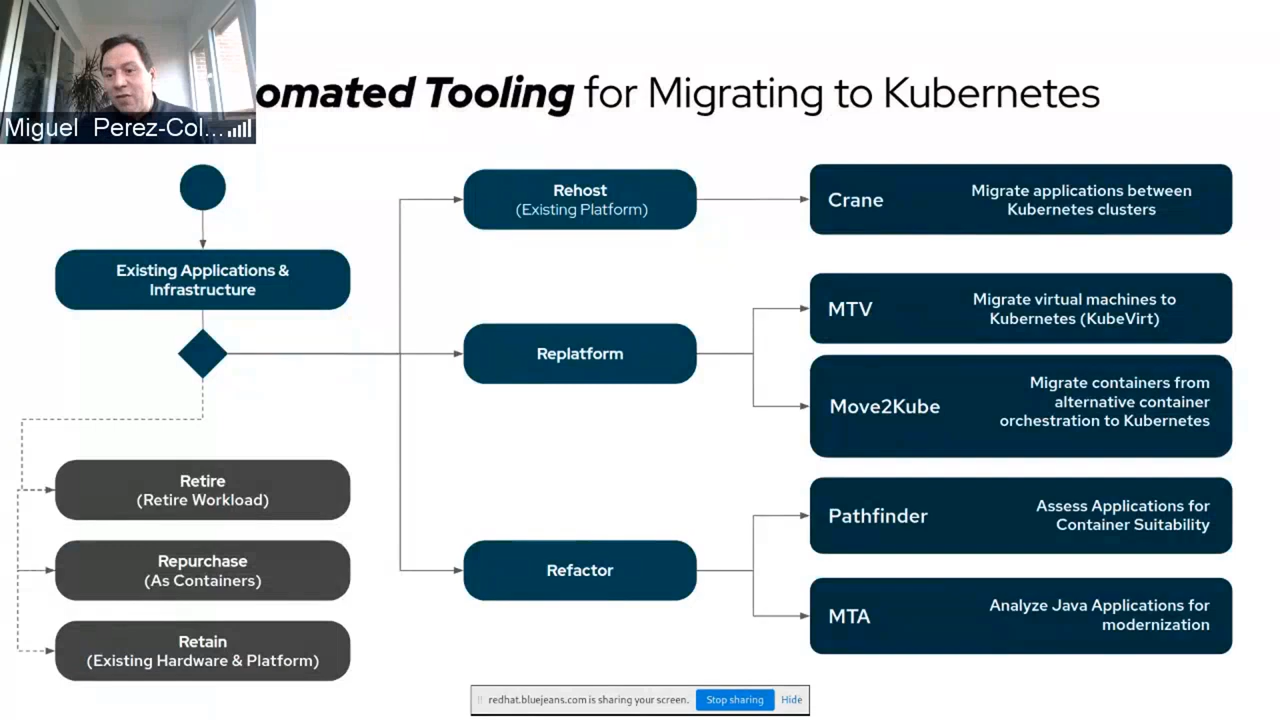 omated Tooling for Migrating to Kubernetes
Miguel Perez-Col...
Existing Applications &
Infrastructure
Retire
(Retire Workload)
Repurchase
(As Containers)
Retain
(Existing Hardware & Platform)
Rehost
(Existing Platform)
Replatform
Refactor
Crane
Migrate applications between
Kubernetes clusters
MTV
Migrate virtual machines to
Kubernetes (KubeVirt)
Move2Kube
Migrate containers from
alternative container
orchestration to Kubernetes
Pathfinder
Assess Applications for
Container Suitability
MTA
Analyze Java Applications for
modernization
redhat.bluejeans.com is sharing your screen.
Stop sharing
Hide